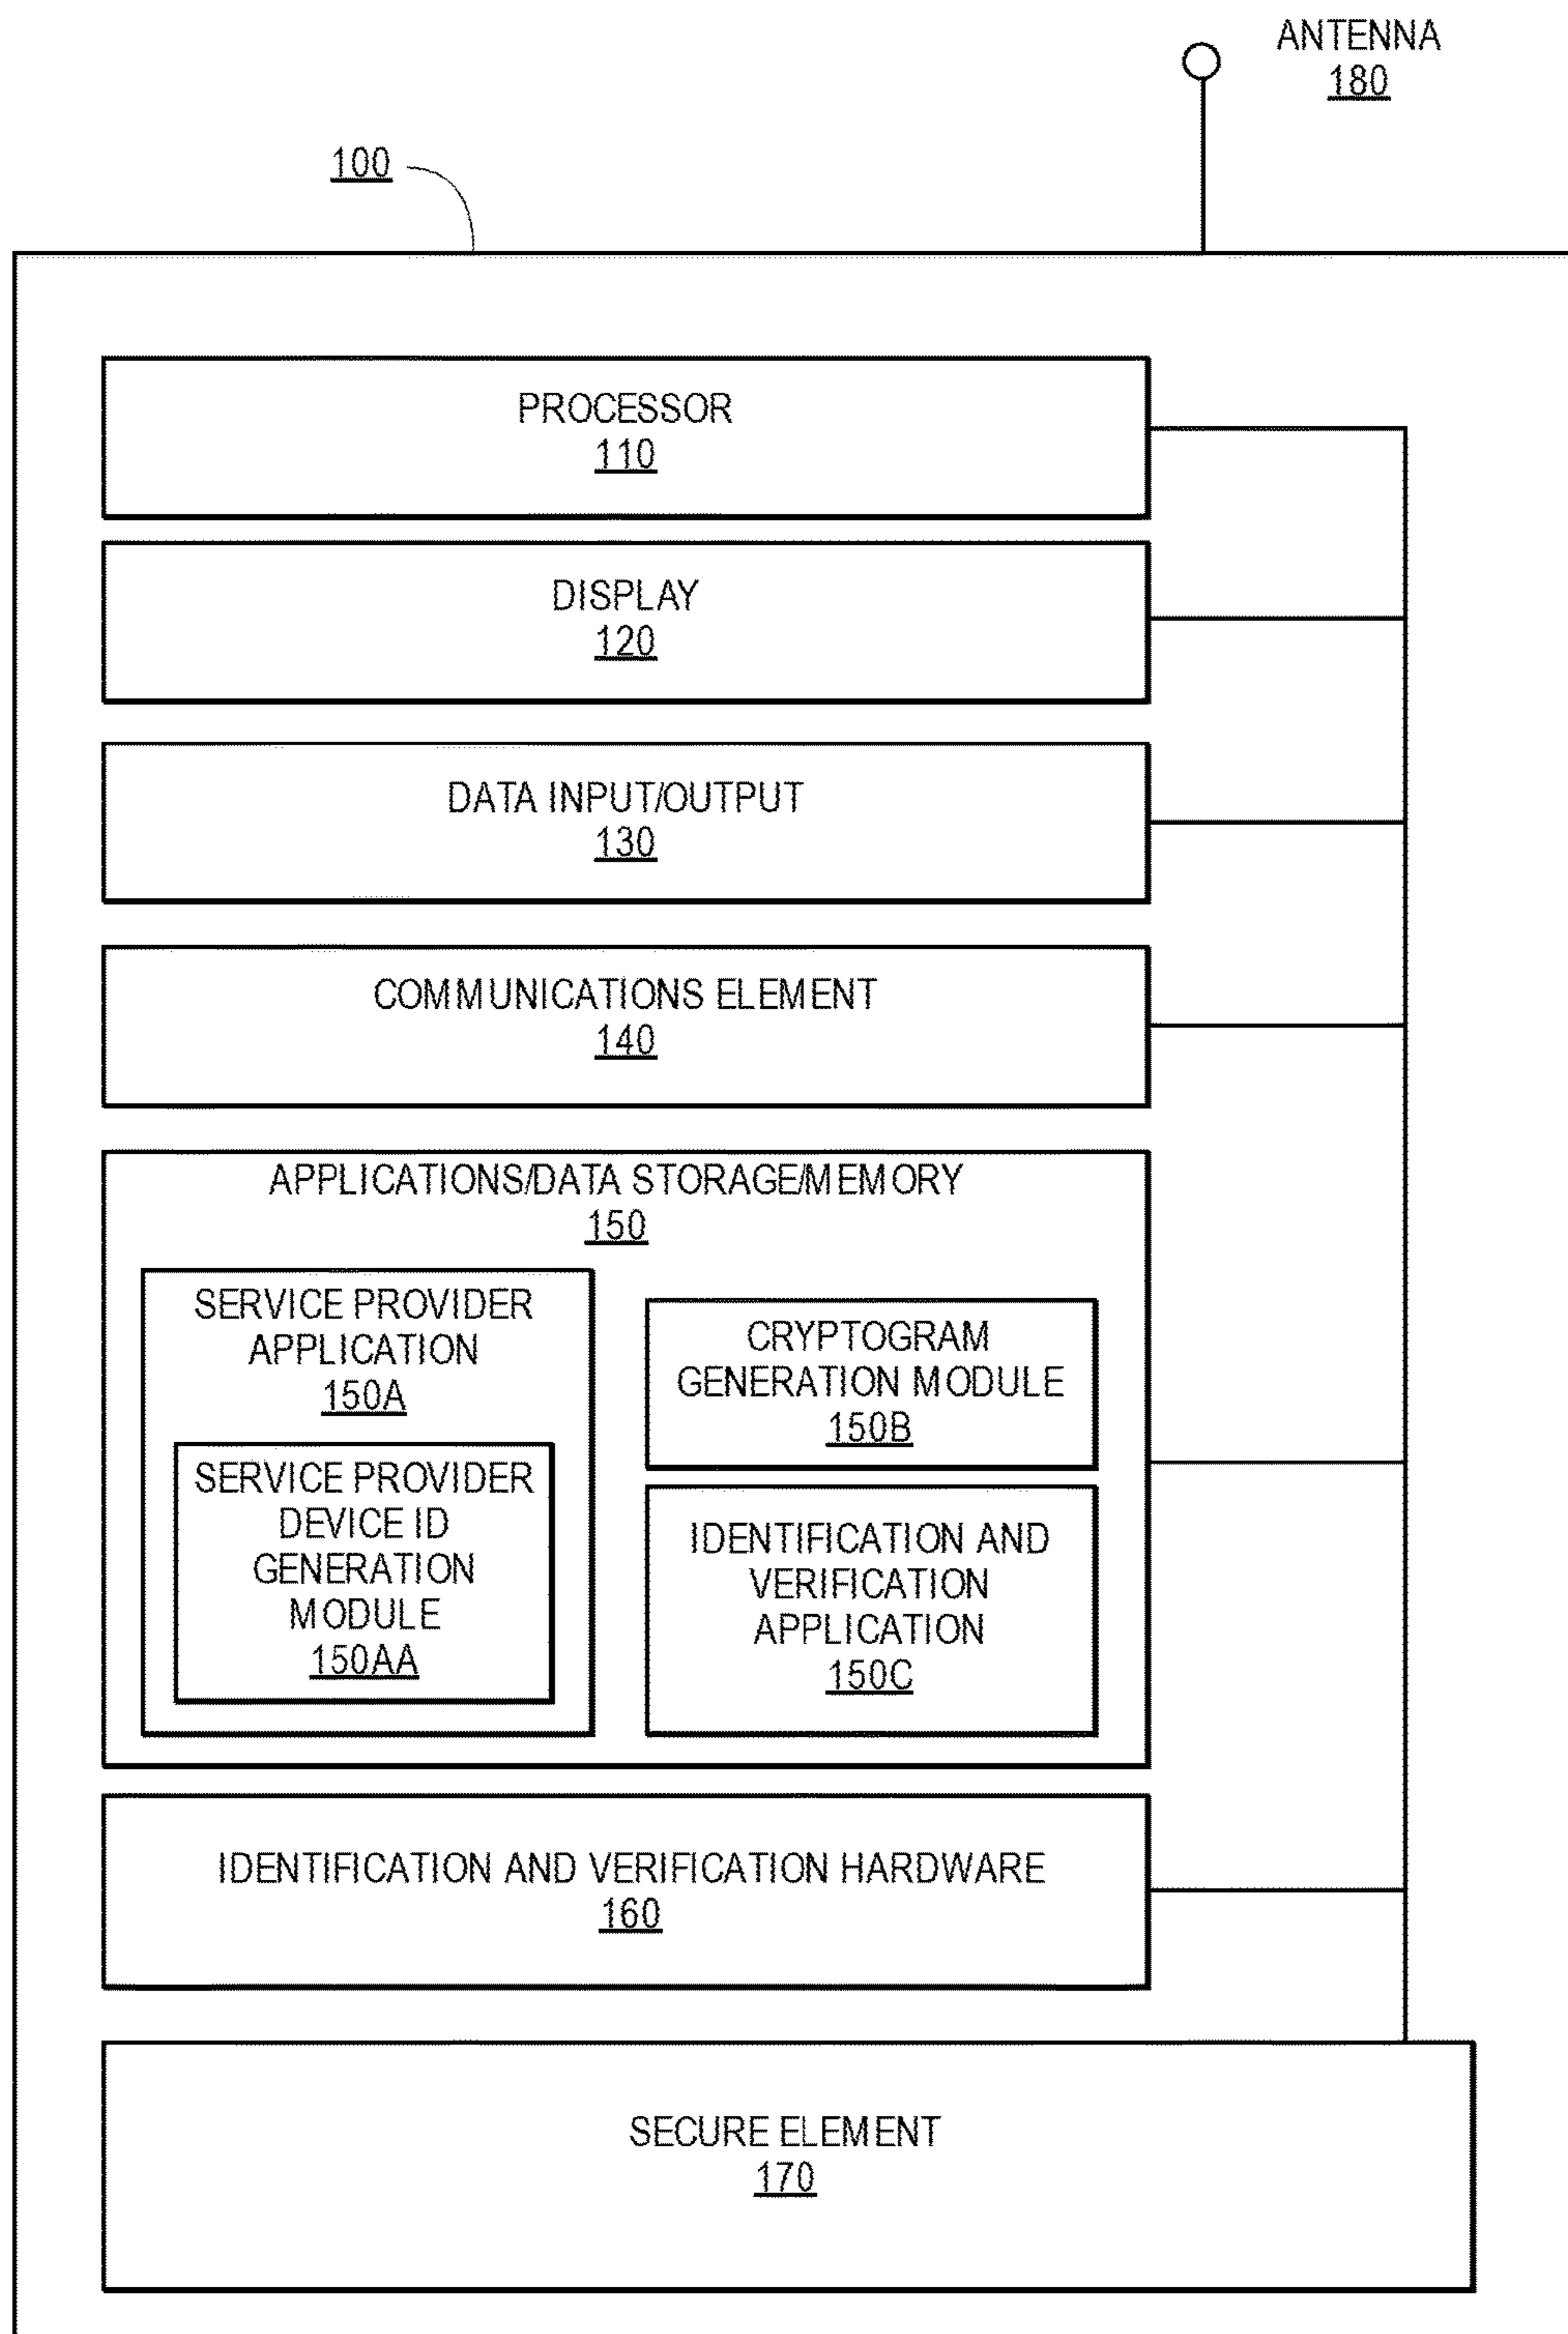 ANTENNA
180
100
PROCESSOR
110
DISPLAY
120
DATA INPUT/OUTPUT
130
COMMUNICATIONS ELEMENT
140
APPLICATIONS/DATA STORAGE/MEMORY
150
SERVICE PROVIDER
APPLICATION
150A
SERVICE PROVIDER
DEVICE ID
GENERATION
MODULE
150AA
CRYPTOGRAM
GENERATION MODULE
150B
IDENTIFICATION AND
VERIFICATION
APPLICATION
150C
IDENTIFICATION AND VERIFICATION HARDWARE
160
SECURE ELEMENT
170